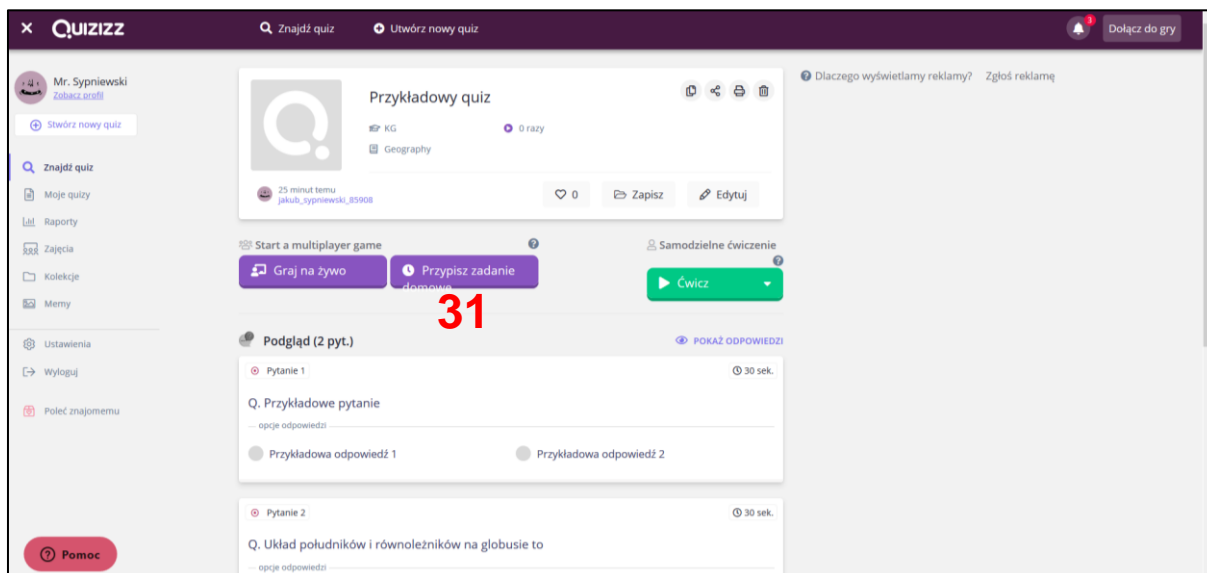 Quizizz
Znajdź quiz
Utwórz nowy quiz
3
Dołącz do gry
Mr. Sypniewski
Zobacz profil
Stwórz nowy quiz
Znajdź quiz
Moje quizy
Raporty
Zajęcia
Kolekcje
Memy
Ustawienia
Wyloguj
Poleć znajomemu
Pomoc
Przykładowy quiz
KG
0 razy
Geography
25 minut temu
jakub_sypniewski_85908
0
Zapisz
Edytuj
Dlaczego wyświetlamy reklamy? Zgłoś reklamę
Start a multiplayer game
Graj na żywo
Przypisz zadanie
domowe
31
Samodzielne ćwiczenie
Ćwicz
Podgląd (2 pyt.)
POKAŻ ODPOWIEDZI
Pytanie 1
30 sek.
Q. Przykładowe pytanie
opcje odpowiedzi
Przykładowa odpowiedź 1
Przykładowa odpowiedź 2
Pytanie 2
30 sek.
Q. Układ południków i równoleżników na globusie to
opcje odpowiedzi